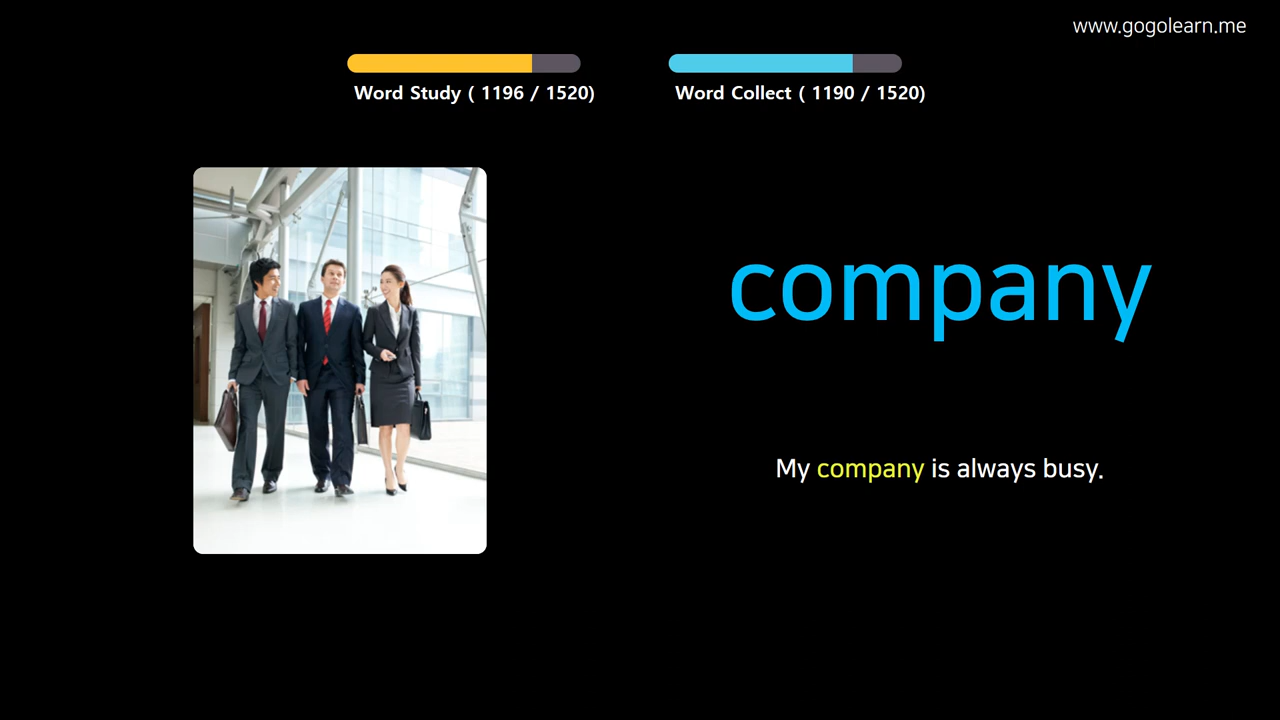 www.gogolearn.me
Word Study ( 1196 / 1520)
Word Collect ( 1190 / 1520)
company
My company is always busy.